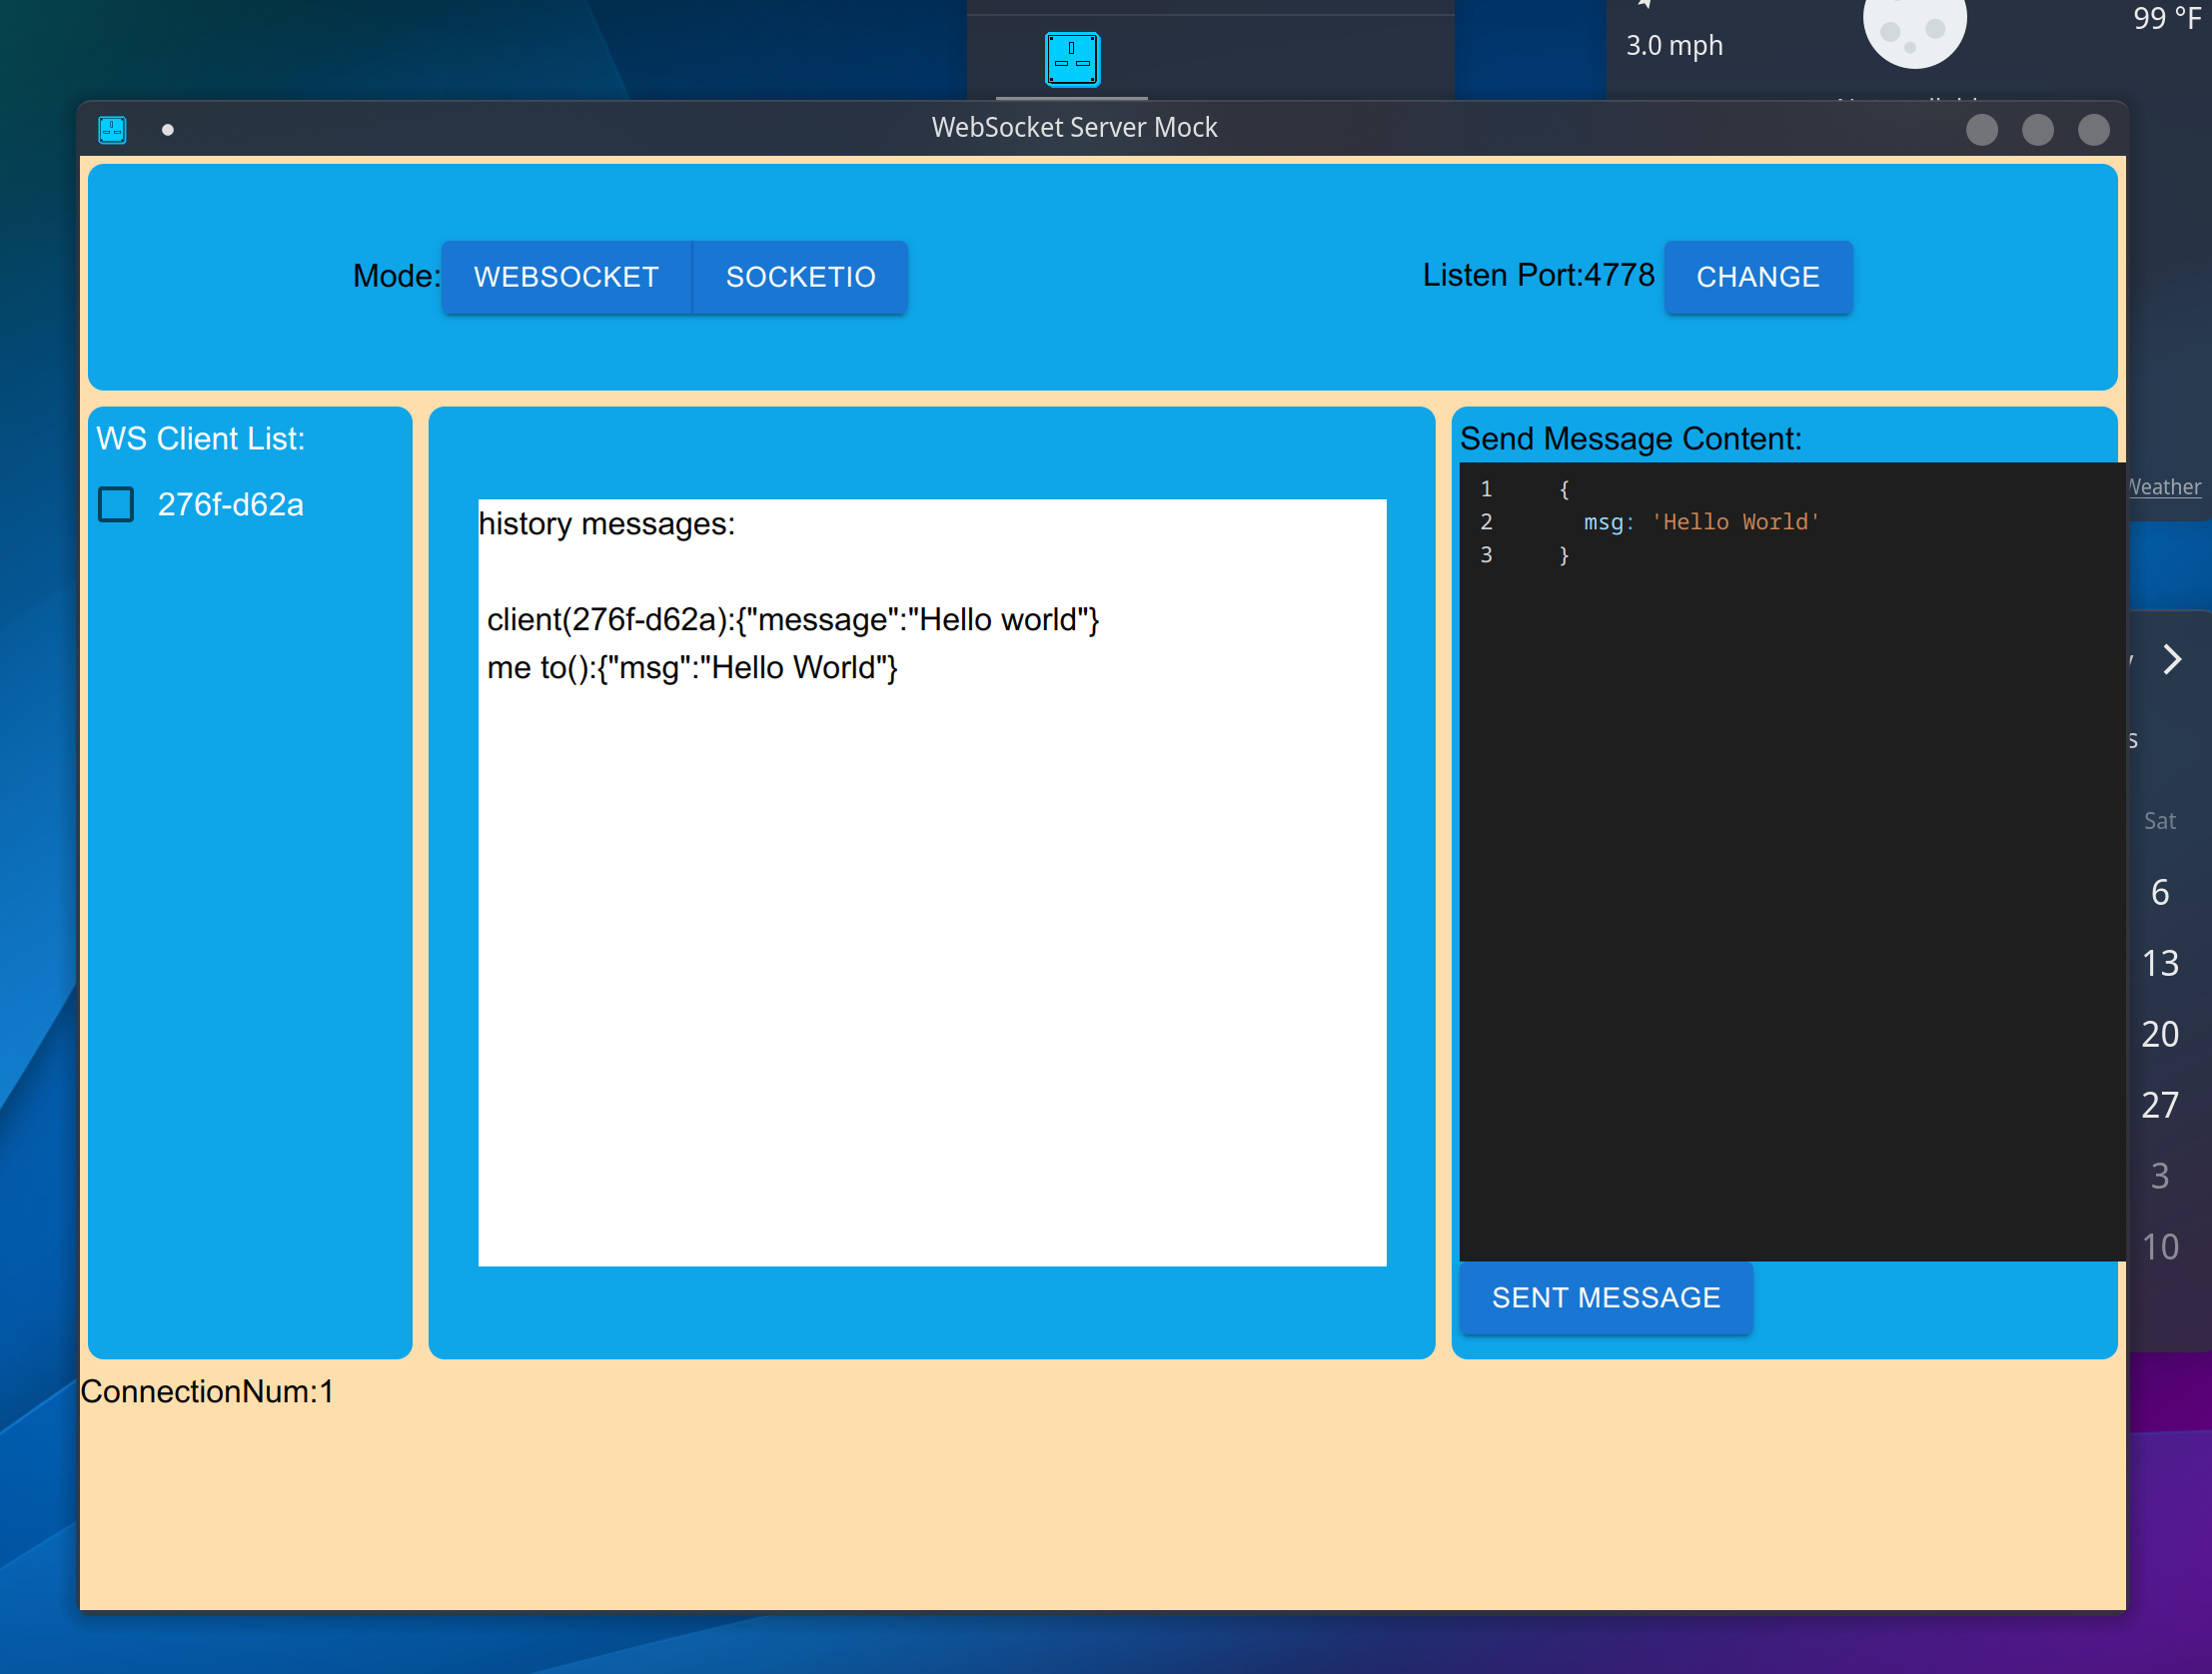 99 °F
3.0 mph
WebSocket Server Mock
Mode:
WEBSOCKET
SOCKETIO
Listen Port:4778
CHANGE
WS Client List:
276f-d62a
history messages:
client(276f-d62a):{"message":"Hello world"}
me to():{"msg":"Hello World"}
Send Message Content:
1 {
2 msg: 'Hello World'
3 }
SENT MESSAGE
ConnectionNum:1
Weather
Sat
6
13
20
27
3
10